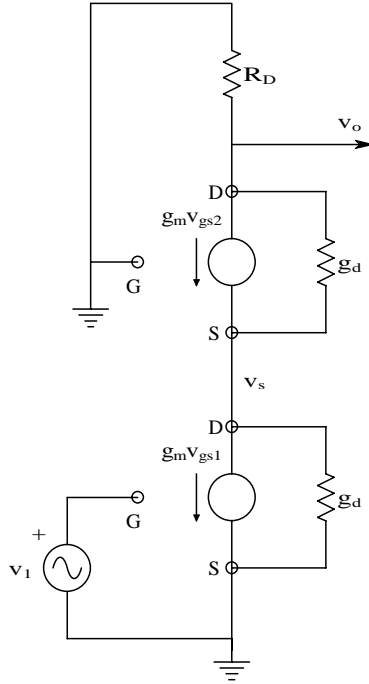 R_D
v_o
D
g_m v_gs2
g_d
G
S
v_s
D
g_m v_gs1
g_d
G
+
v_1
S